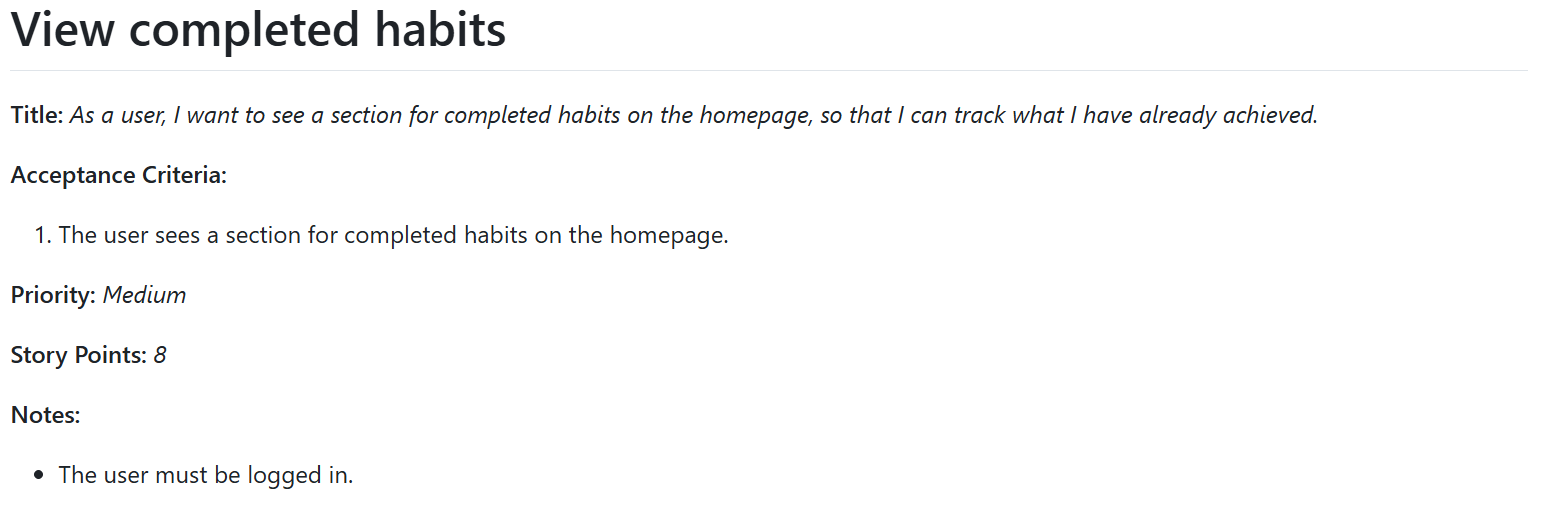 View completed habits
Title: As a user, I want to see a section for completed habits on the homepage, so that I can track what I have already achieved.
Acceptance Criteria:
1. The user sees a section for completed habits on the homepage.
Priority: Medium
Story Points: 8
Notes:
• The user must be logged in.